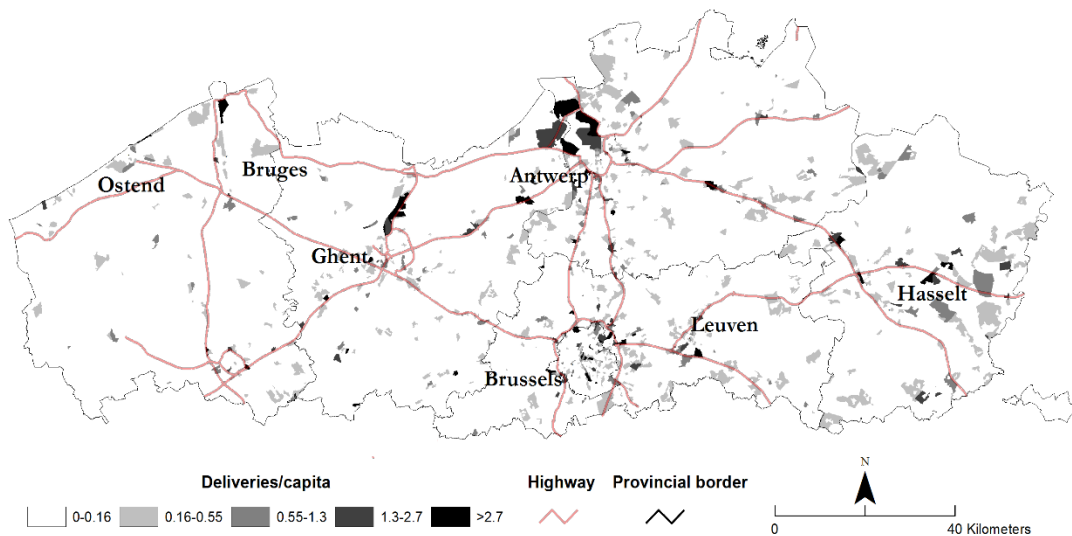 Ostend
Bruges
Antwerp
Ghent
Hasselt
Leuven
Brussels
Deliveries/capita
Highway
Provincial border
N
0-0.16
0.16-0.55
0.55-1.3
1.3-2.7
>2.7
0
40 Kilometers